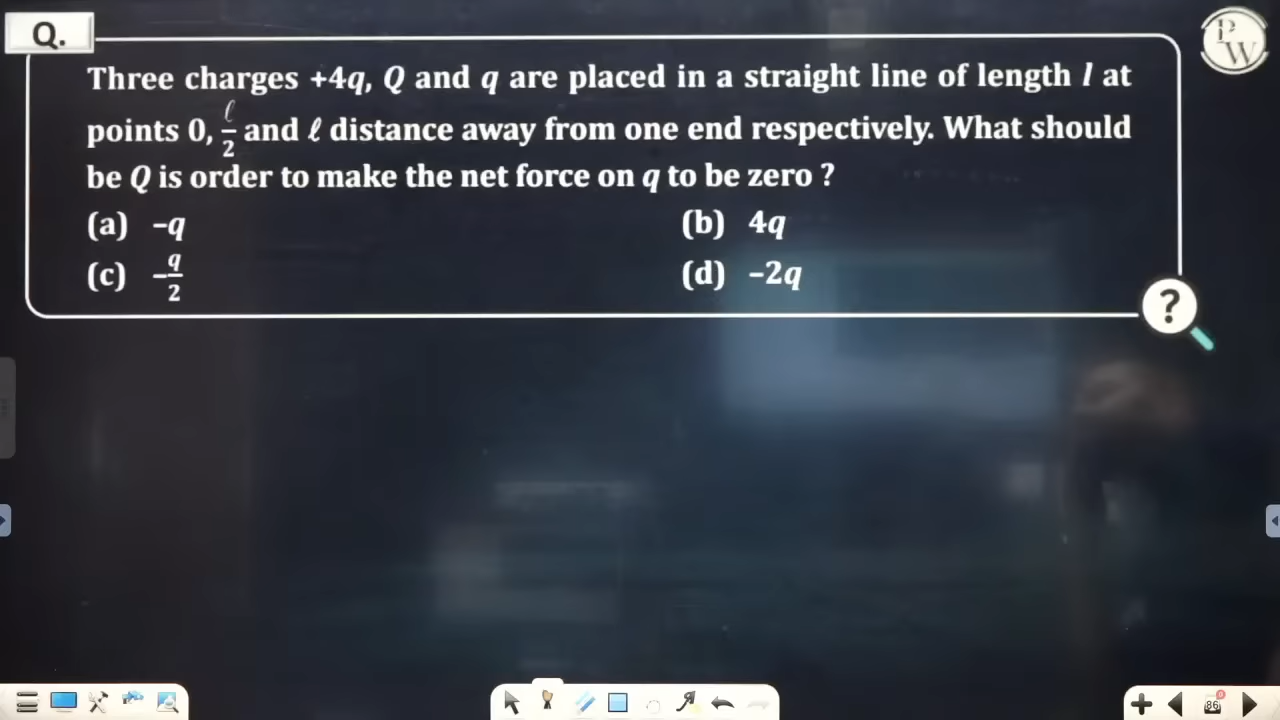 Q.
PW
Three charges +4q, Q and q are placed in a straight line of length l at
points 0, ℓ/2 and ℓ distance away from one end respectively. What should
be Q is order to make the net force on q to be zero ?
(a) -q (b) 4q
(c) -q/2 (d) -2q
?
86